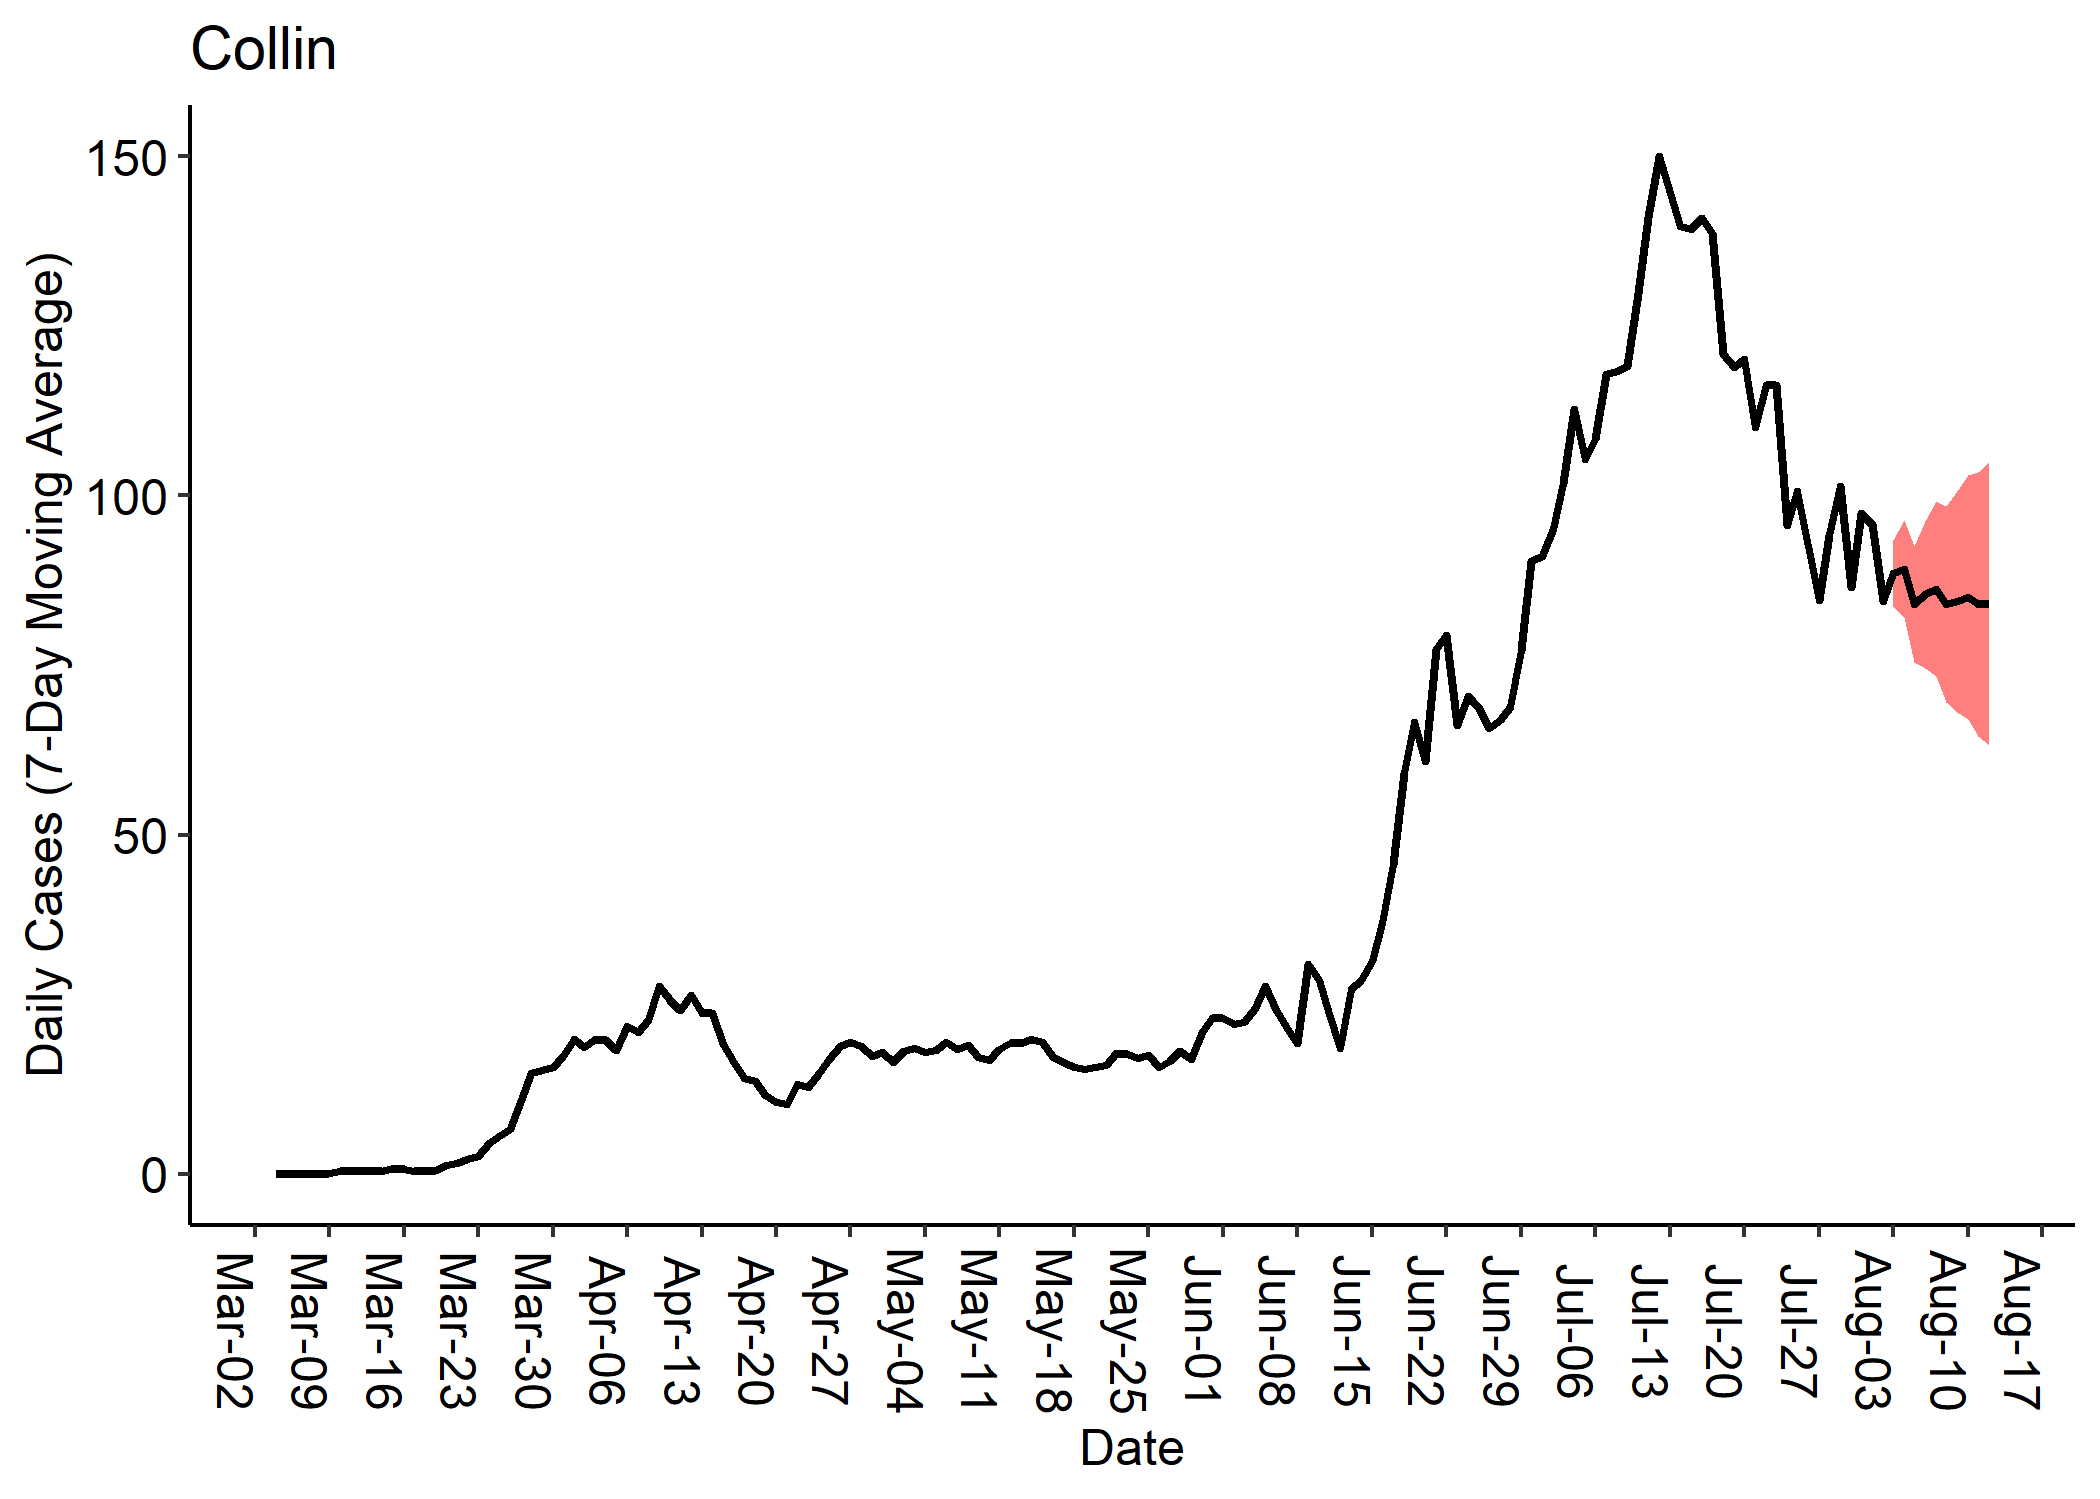 Collin
Daily Cases (7-Day Moving Average)
150
100
50
0
Mar-02
Mar-09
Mar-16
Mar-23
Mar-30
Apr-06
Apr-13
Apr-20
Apr-27
May-04
May-11
May-18
May-25
Jun-01
Jun-08
Jun-15
Jun-22
Jun-29
Jul-06
Jul-13
Jul-20
Jul-27
Aug-03
Aug-10
Aug-17
Date